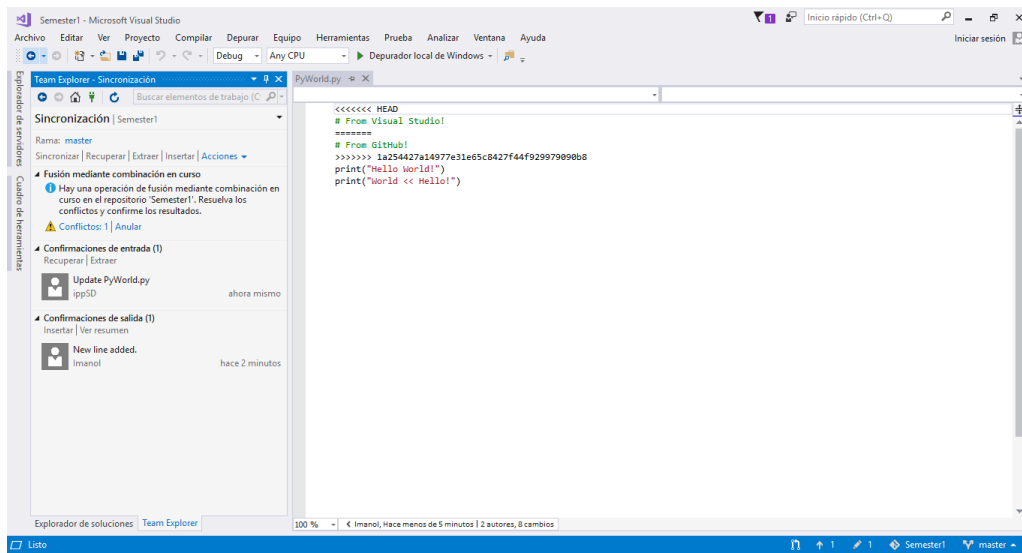 Semester1 - Microsoft Visual Studio
1
Inicio rápido (Ctrl+Q)
Archivo Editar Ver Proyecto Compilar Depurar Equipo Herramientas Prueba Analizar Ventana Ayuda
Iniciar sesión
Debug
Any CPU
Depurador local de Windows
Explorador de servidores
Cuadro de herramientas
Team Explorer - Sincronización
Buscar elementos de trabajo (C
Sincronización | Semester1
Rama: master
Sincronizar | Recuperar | Extraer | Insertar | Acciones
Fusión mediante combinación en curso
Hay una operación de fusión mediante combinación en
curso en el repositorio 'Semester1'. Resuelva los
conflictos y confirme los resultados.
Conflictos: 1 | Anular
Confirmaciones de entrada (1)
Recuperar | Extraer
Update PyWorld.py
ippSD
ahora mismo
Confirmaciones de salida (1)
Insertar | Ver resumen
New line added.
Imanol
hace 2 minutos
Explorador de soluciones
Team Explorer
PyWorld.py
<<<<<<< HEAD
# From Visual Studio!
=======
# From GitHub!
>>>>>>> 1a254427a14977e31e65c8427f44f929979090b8
print("Hello World!")
print("World << Hello!")
100 %
Imanol, Hace menos de 5 minutos | 2 autores, 8 cambios
Listo
1
1
Semester1
master